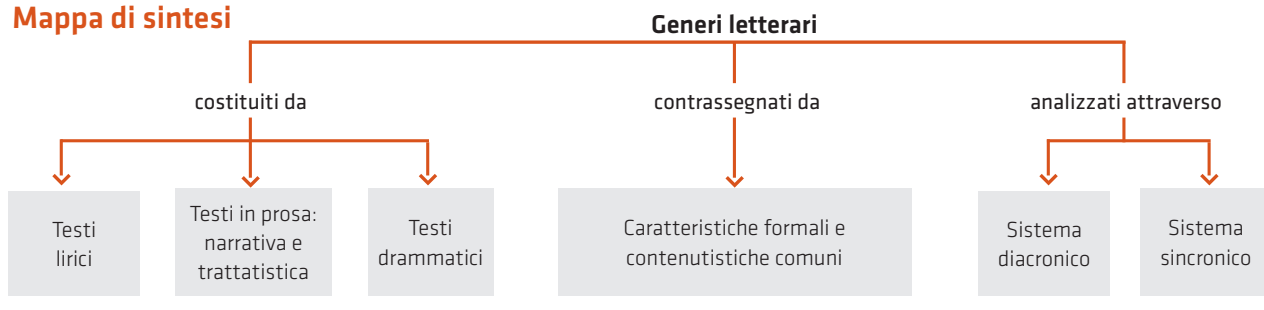 Mappa di sintesi
Generi letterari
costituiti da
contrassegnati da
analizzati attraverso
Testi
lirici
Testi in prosa:
narrativa e
trattatistica
Testi
drammatici
Caratteristiche formali e
contenutistiche comuni
Sistema
diacronico
Sistema
sincronico